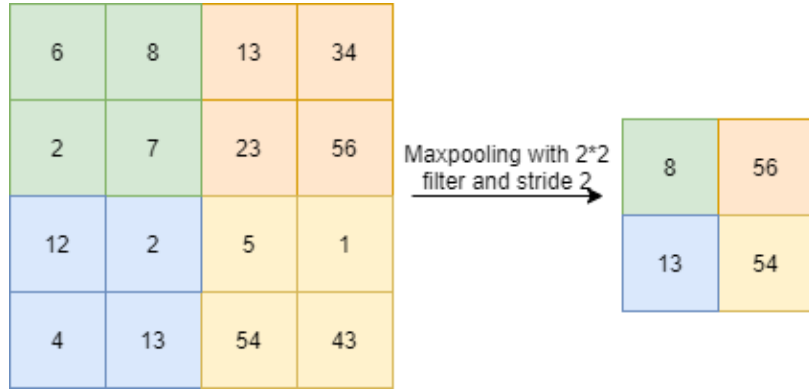 6 8 13 34
2 7 23 56
12 2 5 1
4 13 54 43
Maxpooling with 2*2
filter and stride 2
8 56
13 54